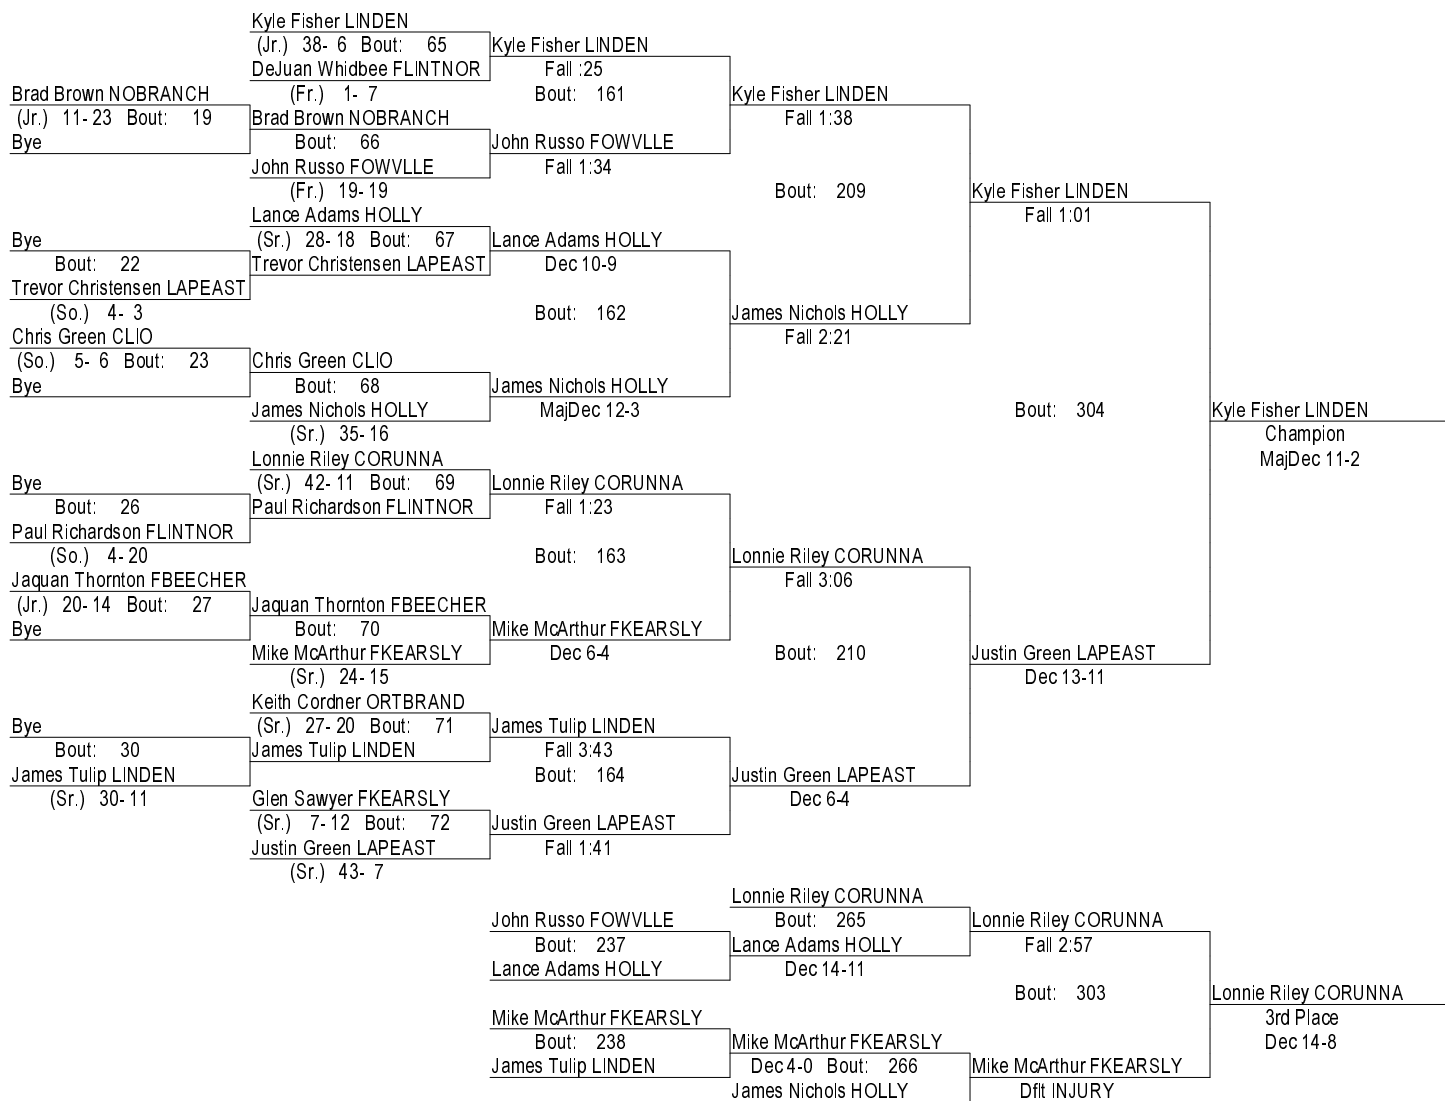 Kyle Fisher LINDEN
(Jr.) 38- 6 Bout: 65
DeJuan Whidbee FLINTNOR
(Fr.) 1- 7
Brad Brown NOBRANCH
(Jr.) 11- 23 Bout: 19
Bye
Brad Brown NOBRANCH
Bout: 66
John Russo FOWVLLE
(Fr.) 19- 19
Bye
Bout: 22
Trevor Christensen LAPEAST
(So.) 4- 3
Lance Adams HOLLY
(Sr.) 28- 18 Bout: 67
Trevor Christensen LAPEAST
Chris Green CLIO
(So.) 5- 6 Bout: 23
Bye
Chris Green CLIO
Bout: 68
James Nichols HOLLY
(Sr.) 35- 16
Bye
Bout: 26
Paul Richardson FLINTNOR
(So.) 4- 20
Lonnie Riley CORUNNA
(Sr.) 42- 11 Bout: 69
Paul Richardson FLINTNOR
Jaquan Thornton FBEECHER
(Jr.) 20- 14 Bout: 27
Bye
Jaquan Thornton FBEECHER
Bout: 70
Mike McArthur FKEARSLY
(Sr.) 24- 15
Bye
Bout: 30
James Tulip LINDEN
(Sr.) 30- 11
Keith Cordner ORTBRAND
(Sr.) 27- 20 Bout: 71
James Tulip LINDEN
Glen Sawyer FKEARSLY
(Sr.) 7- 12 Bout: 72
Justin Green LAPEAST
(Sr.) 43- 7
Kyle Fisher LINDEN
Fall :25
Bout: 161
John Russo FOWVLLE
Fall 1:34
Lance Adams HOLLY
Dec 10-9
Bout: 162
James Nichols HOLLY
MajDec 12-3
Lonnie Riley CORUNNA
Fall 1:23
Bout: 163
Mike McArthur FKEARSLY
Dec 6-4
James Tulip LINDEN
Fall 3:43
Bout: 164
Justin Green LAPEAST
Fall 1:41
Kyle Fisher LINDEN
Fall 1:38
Bout: 209
James Nichols HOLLY
Fall 2:21
Lonnie Riley CORUNNA
Fall 3:06
Bout: 210
Justin Green LAPEAST
Dec 6-4
Kyle Fisher LINDEN
Fall 1:01
Bout: 304
Justin Green LAPEAST
Dec 13-11
Kyle Fisher LINDEN
Champion
MajDec 11-2
John Russo FOWVLLE
Bout: 237
Lance Adams HOLLY
Mike McArthur FKEARSLY
Bout: 238
James Tulip LINDEN
Lonnie Riley CORUNNA
Bout: 265
Lance Adams HOLLY
Dec 14-11
Mike McArthur FKEARSLY
Dec 4-0 Bout: 266
James Nichols HOLLY
Lonnie Riley CORUNNA
Fall 2:57
Bout: 303
Mike McArthur FKEARSLY
Dflt INJURY
Lonnie Riley CORUNNA
3rd Place
Dec 14-8